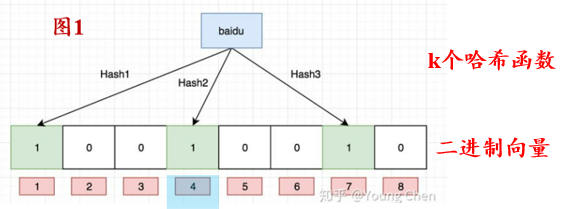 图1
baidu
k个哈希函数
Hash1
Hash2
Hash3
1 0 0 1 0 0 1 0
二进制向量
1 2 3 4 5 6 7 8
知乎 @Young Chen